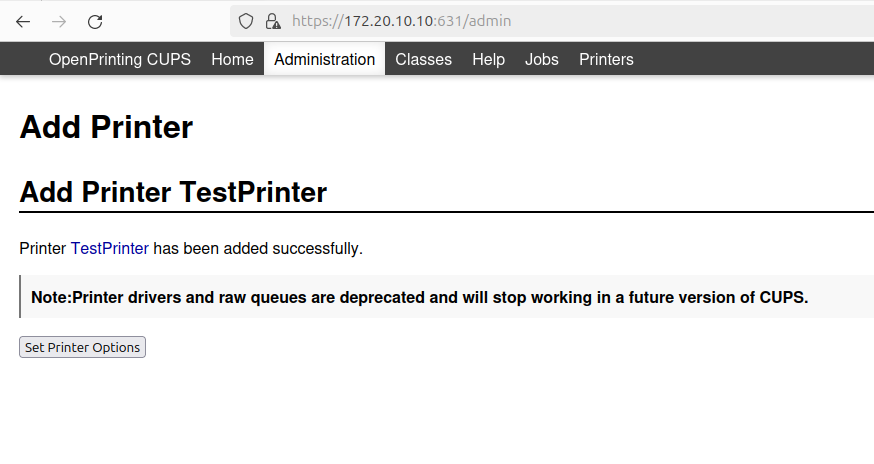 https://172.20.10.10:631/admin
OpenPrinting CUPS Home Administration Classes Help Jobs Printers
Add Printer
Add Printer TestPrinter
Printer TestPrinter has been added successfully.
Note:Printer drivers and raw queues are deprecated and will stop working in a future version of CUPS.
Set Printer Options